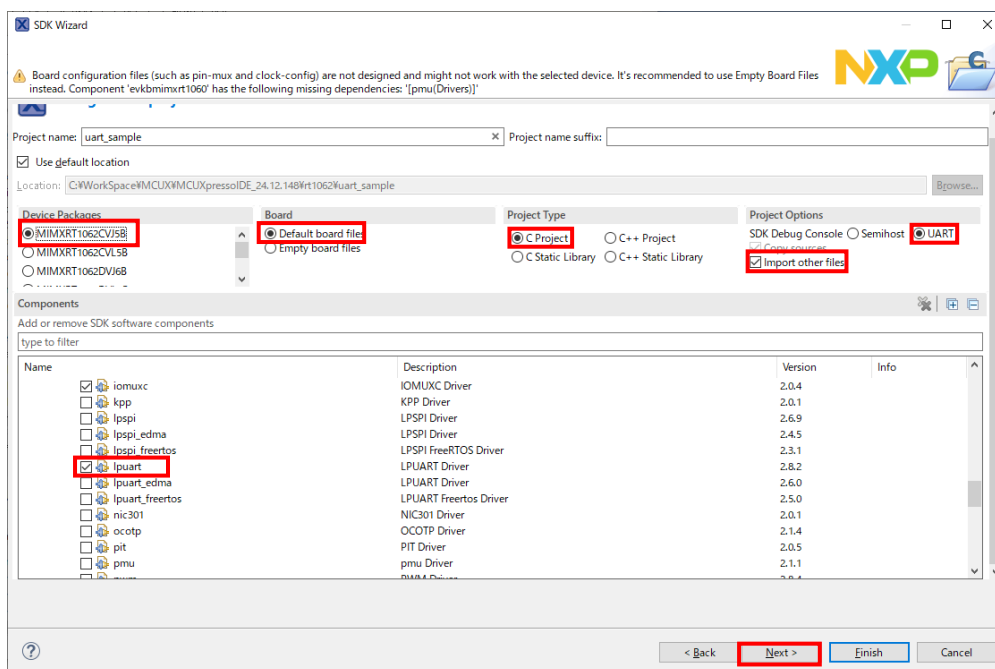 SDK Wizard
Board configuration files (such as pin-mux and clock-config) are not designed and might not work with the selected device. It's recommended to use Empty Board Files
instead. Component 'evkbmimxrt1060' has the following missing dependencies: '[pmu(Drivers)]'
NXP
C
Project name: uart_sample Project name suffix:
Use default location
Location: C:¥WorkSpace¥MCUX¥MCUXpressoIDE_24.12.148¥rt1062¥uart_sample Browse...
Device Packages Board Project Type Project Options
MIMXRT1062CVJ5B Default board files C Project C++ Project SDK Debug Console Semihost UART
MIMXRT1062CVL5B Empty board files C Static Library C++ Static Library Copy sources
MIMXRT1062DVJ6B Import other files
Components
Add or remove SDK software components
type to filter
Name Description Version Info
iomuxc IOMUXC Driver 2.0.4
kpp KPP Driver 2.0.1
lpspi LPSPI Driver 2.6.9
lpspi_edma LPSPI Driver 2.4.5
lpspi_freertos LPSPI FreeRTOS Driver 2.3.1
lpuart LPUART Driver 2.8.2
lpuart_edma LPUART Driver 2.6.0
lpuart_freertos LPUART Freertos Driver 2.5.0
nic301 NIC301 Driver 2.0.1
ocotp OCOTP Driver 2.1.4
pit PIT Driver 2.0.5
pmu pmu Driver 2.1.1
< Back Next > Finish Cancel